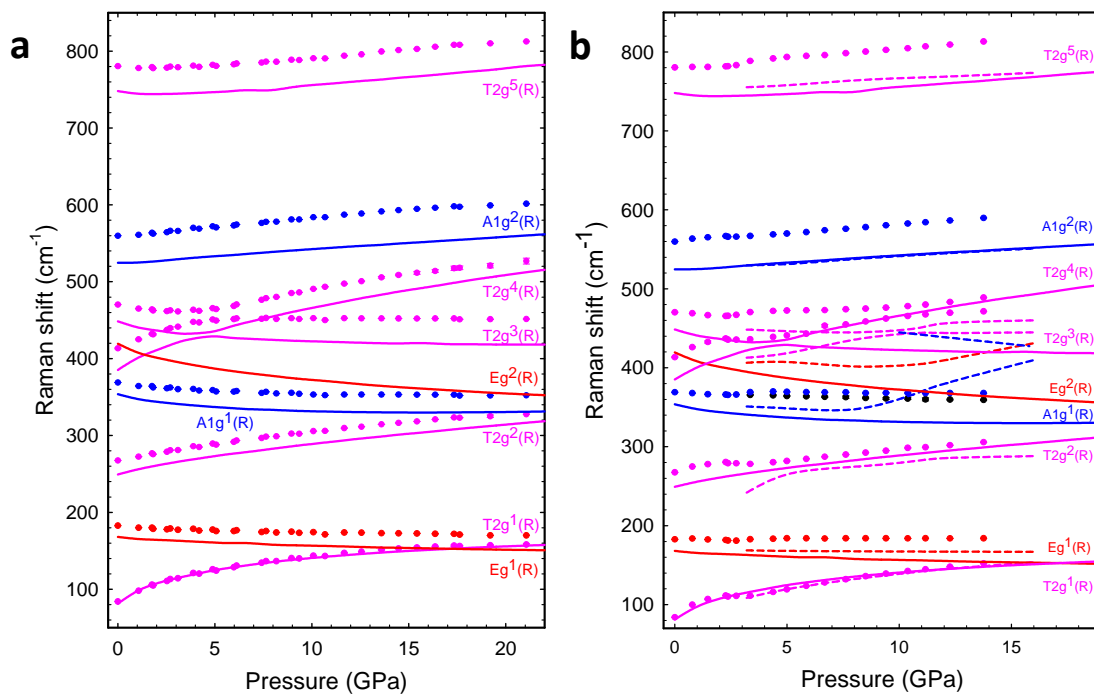 a
800
700
600
500
400
300
200
100
0
5
10
15
20
Raman shift (cm⁻¹)
Pressure (GPa)
T2g⁵(R)
A1g²(R)
T2g⁴(R)
T2g³(R)
Eg²(R)
A1g¹(R)
T2g²(R)
T2g¹(R)
Eg¹(R)
b
800
700
600
500
400
300
200
100
0
5
10
15
Raman shift (cm⁻¹)
Pressure (GPa)
T2g⁵(R)
A1g²(R)
T2g⁴(R)
T2g³(R)
Eg²(R)
A1g¹(R)
T2g²(R)
Eg¹(R)
T2g¹(R)